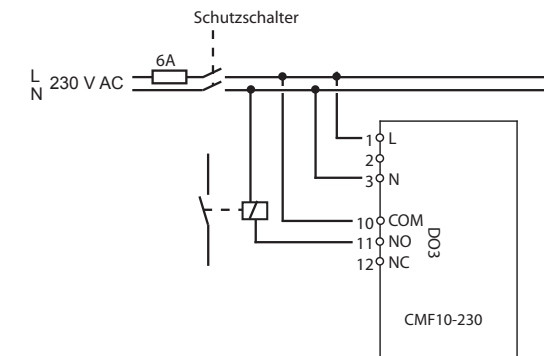 Schutzschalter
6A
L
N
230 V AC
1 L
2
3 N
10 COM
11 NO
12 NC
DO3
CMF10-230